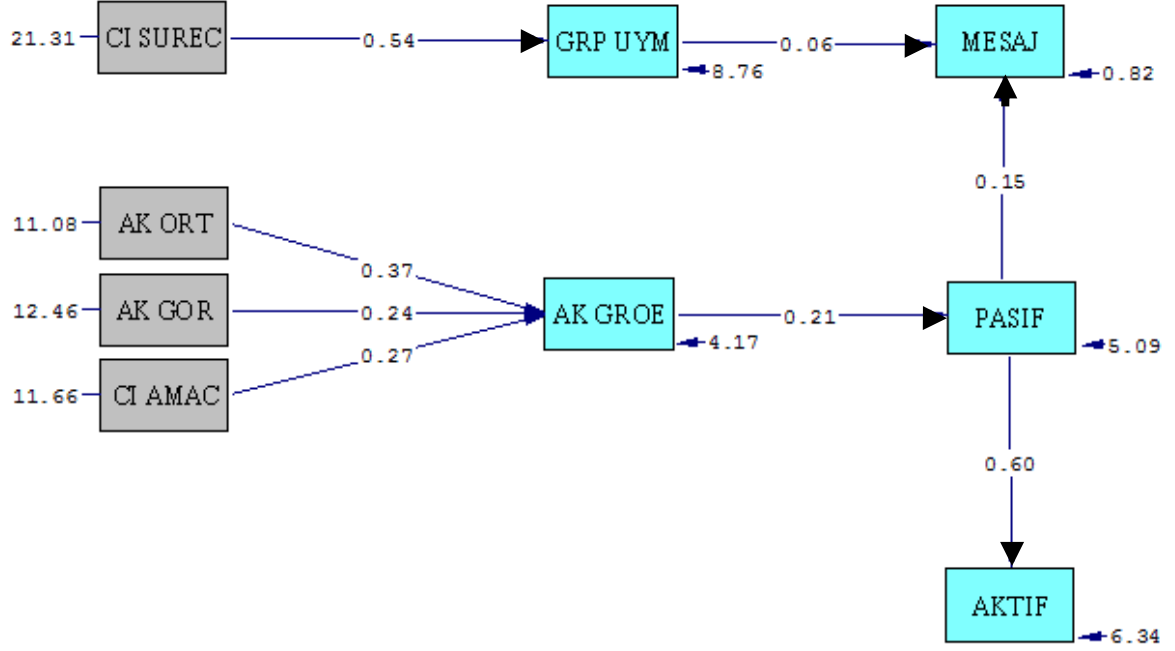 21.31 CI SUREC 0.54 GRP UYM 0.06 MESAJ
8.76 0.82
0.15
11.08 AK ORT
0.37
12.46 AK GOR 0.24 AK GROE 0.21 PASIF
4.17 5.09
0.27
11.66 CI AMAC
0.60
AKTIF
6.34